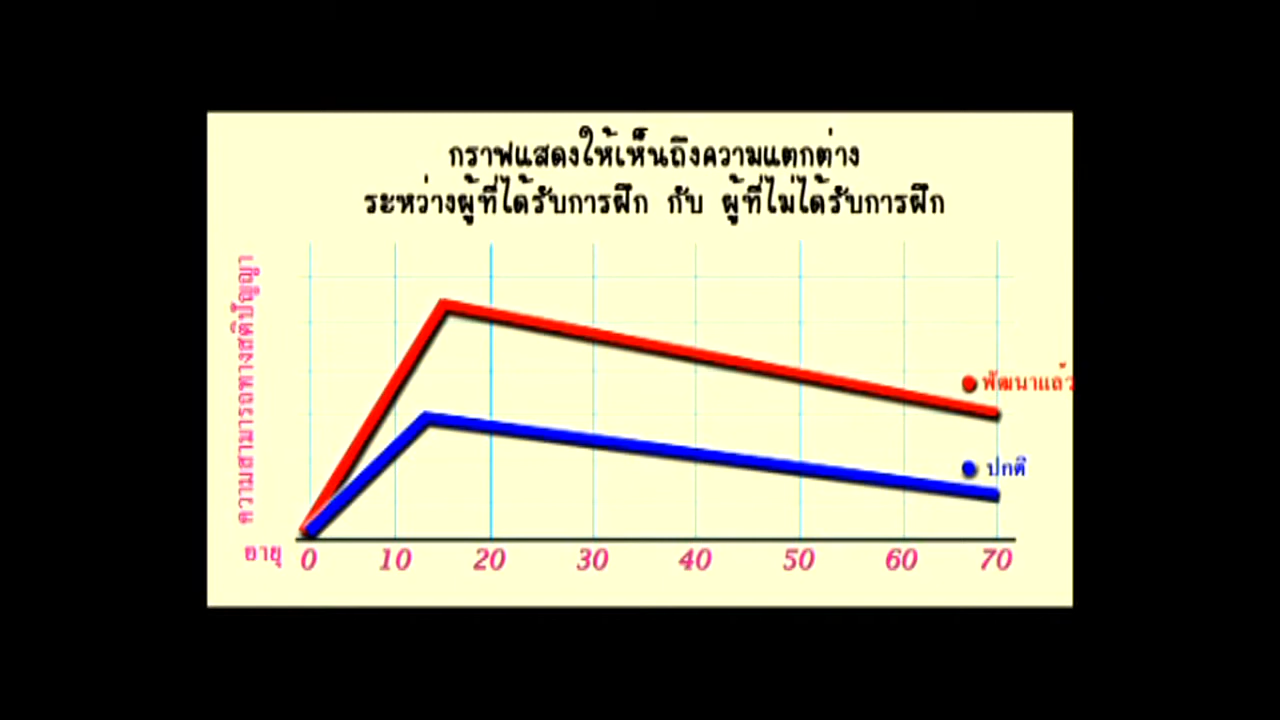 กราฟแสดงให้เห็นถึงความแตกต่าง
ระหว่างผู้ที่ได้รับการฝึก กับ ผู้ที่ไม่ได้รับการฝึก
ความสามารถทางสติปัญญา
พัฒนาแล้ว
ปกติ
อายุ 0 10 20 30 40 50 60 70